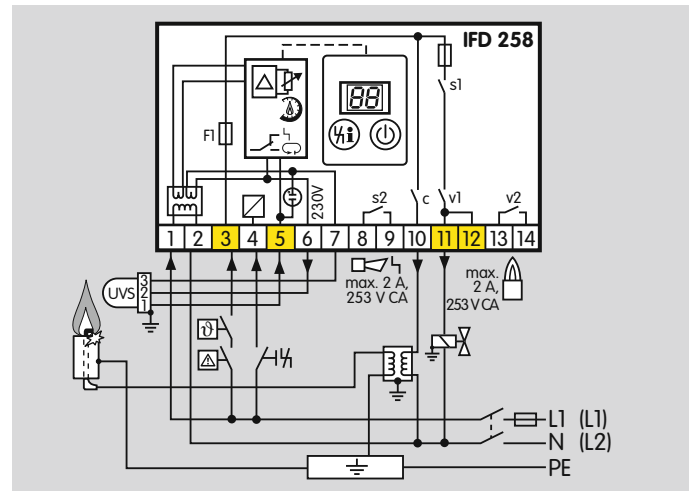 IFD 258
s1
F1
88
i
230V
s2
c
v1
v2
1 2 3 4 5 6 7 8 9 10 11 12 13 14
max. 2 A,
253 V CA
max.
2 A,
253 V CA
UVS
3
2
1
ϑ
L1 (L1)
N (L2)
PE